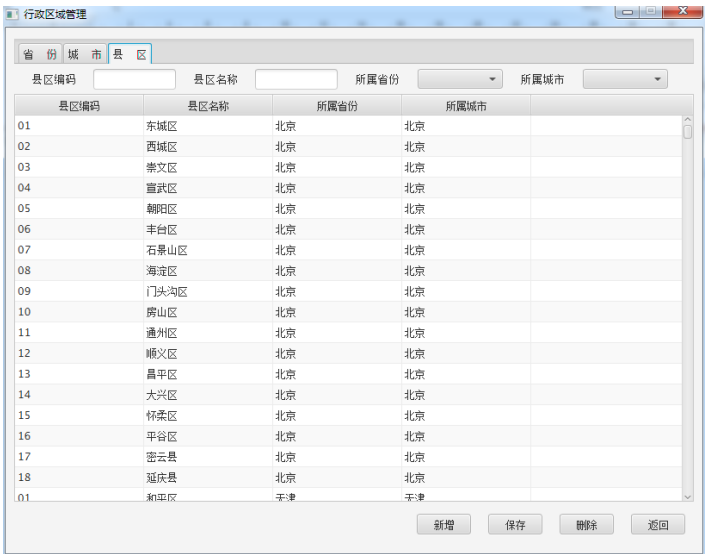 行政区域管理
省 份 城 市 县 区
县区编码 县区名称 所属省份 所属城市
县区编码 县区名称 所属省份 所属城市
01 东城区 北京 北京
02 西城区 北京 北京
03 崇文区 北京 北京
04 宣武区 北京 北京
05 朝阳区 北京 北京
06 丰台区 北京 北京
07 石景山区 北京 北京
08 海淀区 北京 北京
09 门头沟区 北京 北京
10 房山区 北京 北京
11 通州区 北京 北京
12 顺义区 北京 北京
13 昌平区 北京 北京
14 大兴区 北京 北京
15 怀柔区 北京 北京
16 平谷区 北京 北京
17 密云县 北京 北京
18 延庆县 北京 北京
01 和平区 天津 天津
新增 保存 删除 返回